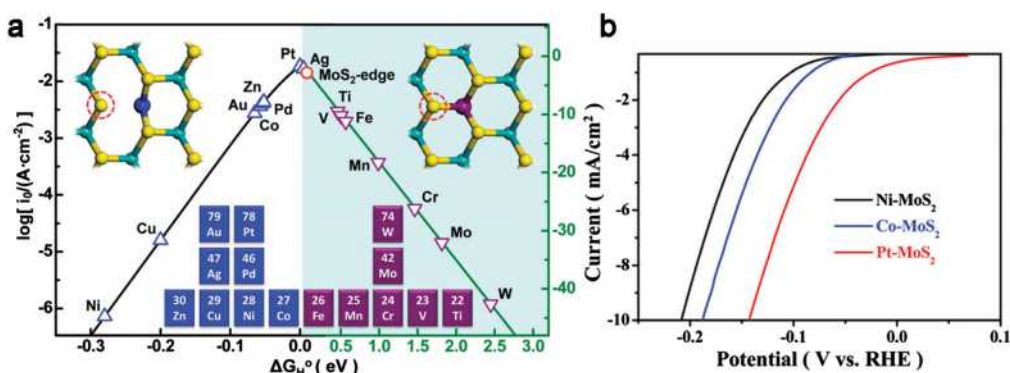 a
b
-1
-2
-3
-4
-5
-6
log[ i₀/(A·cm⁻²) ]
-0.3
-0.2
-0.1
0.0
0.5
1.0
1.5
2.0
2.5
ΔG_H° ( eV )
0
-10
-20
-30
-40
Pt
Ag
MoS₂-edge
Zn
Au
Pd
Co
Ti
V
Fe
Mn
Cr
Mo
W
Cu
Ni
79 78 74
Au Pt W
47 46 42
Ag Pd Mo
30 29 28 27 26 25 24 23 22
Zn Cu Ni Co Fe Mn Cr V Ti
Current ( mA/cm² )
-2
-4
-6
-8
-10
Ni-MoS₂
Co-MoS₂
Pt-MoS₂
-0.2
-0.1
0.0
0.1
Potential ( V vs. RHE )